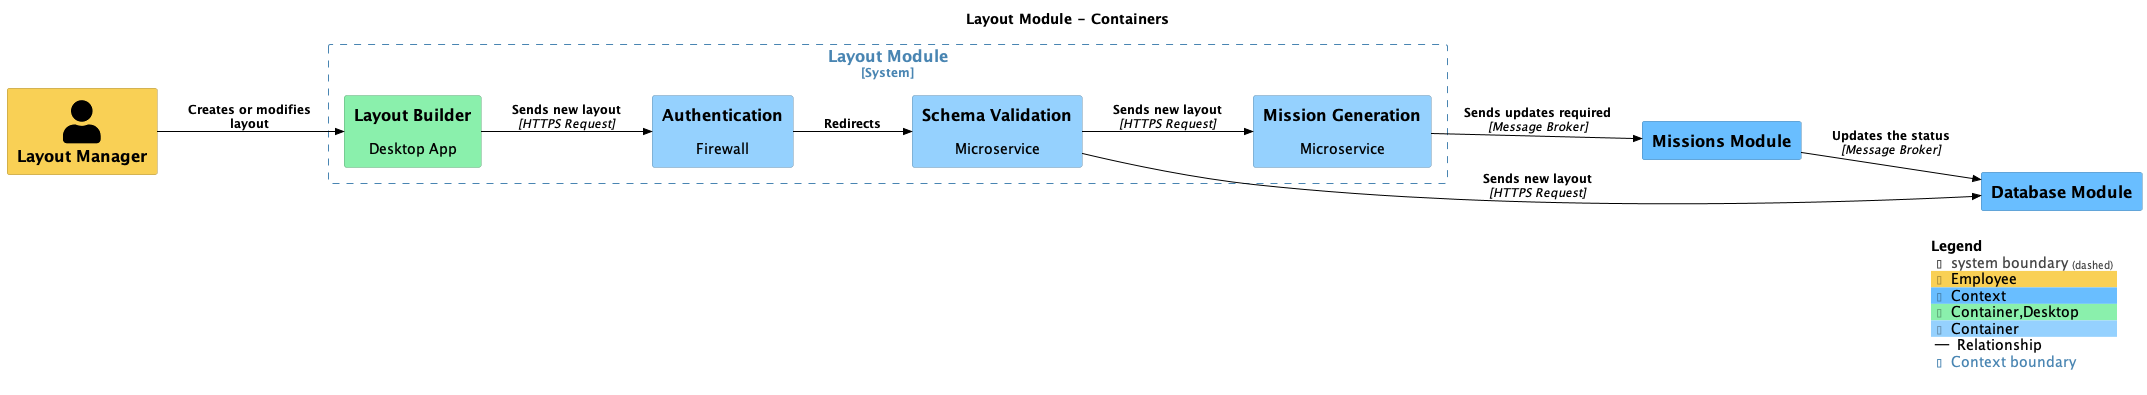 Layout Module - Containers
Layout Module
[System]
Layout Manager
Creates or modifies
layout
Layout Builder
Desktop App
Sends new layout
[HTTPS Request]
Authentication
Firewall
Redirects
Schema Validation
Microservice
Sends new layout
[HTTPS Request]
Mission Generation
Microservice
Sends updates required
[Message Broker]
Missions Module
Updates the status
[Message Broker]
Sends new layout
[HTTPS Request]
Database Module
Legend
system boundary (dashed)
Employee
Context
Container,Desktop
Container
Relationship
Context boundary